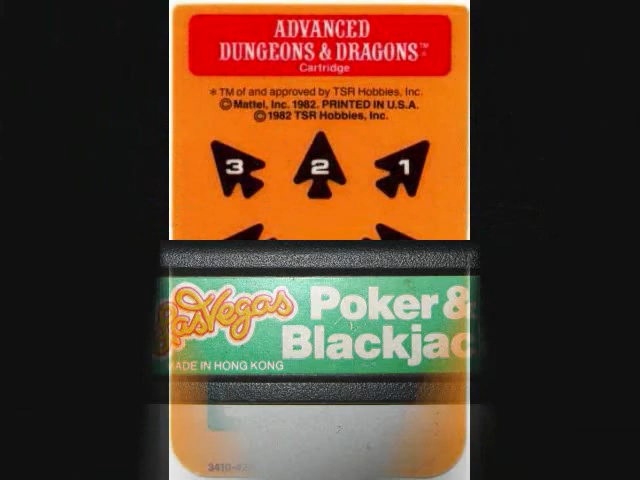 ADVANCED
DUNGEONS & DRAGONS™
Cartridge
* TM of and approved by TSR Hobbies, Inc.
©Mattel, Inc. 1982. PRINTED IN U.S.A.
©1982 TSR Hobbies, Inc.
3 2 1
Las Vegas Poker &
Blackjac
MADE IN HONG KONG